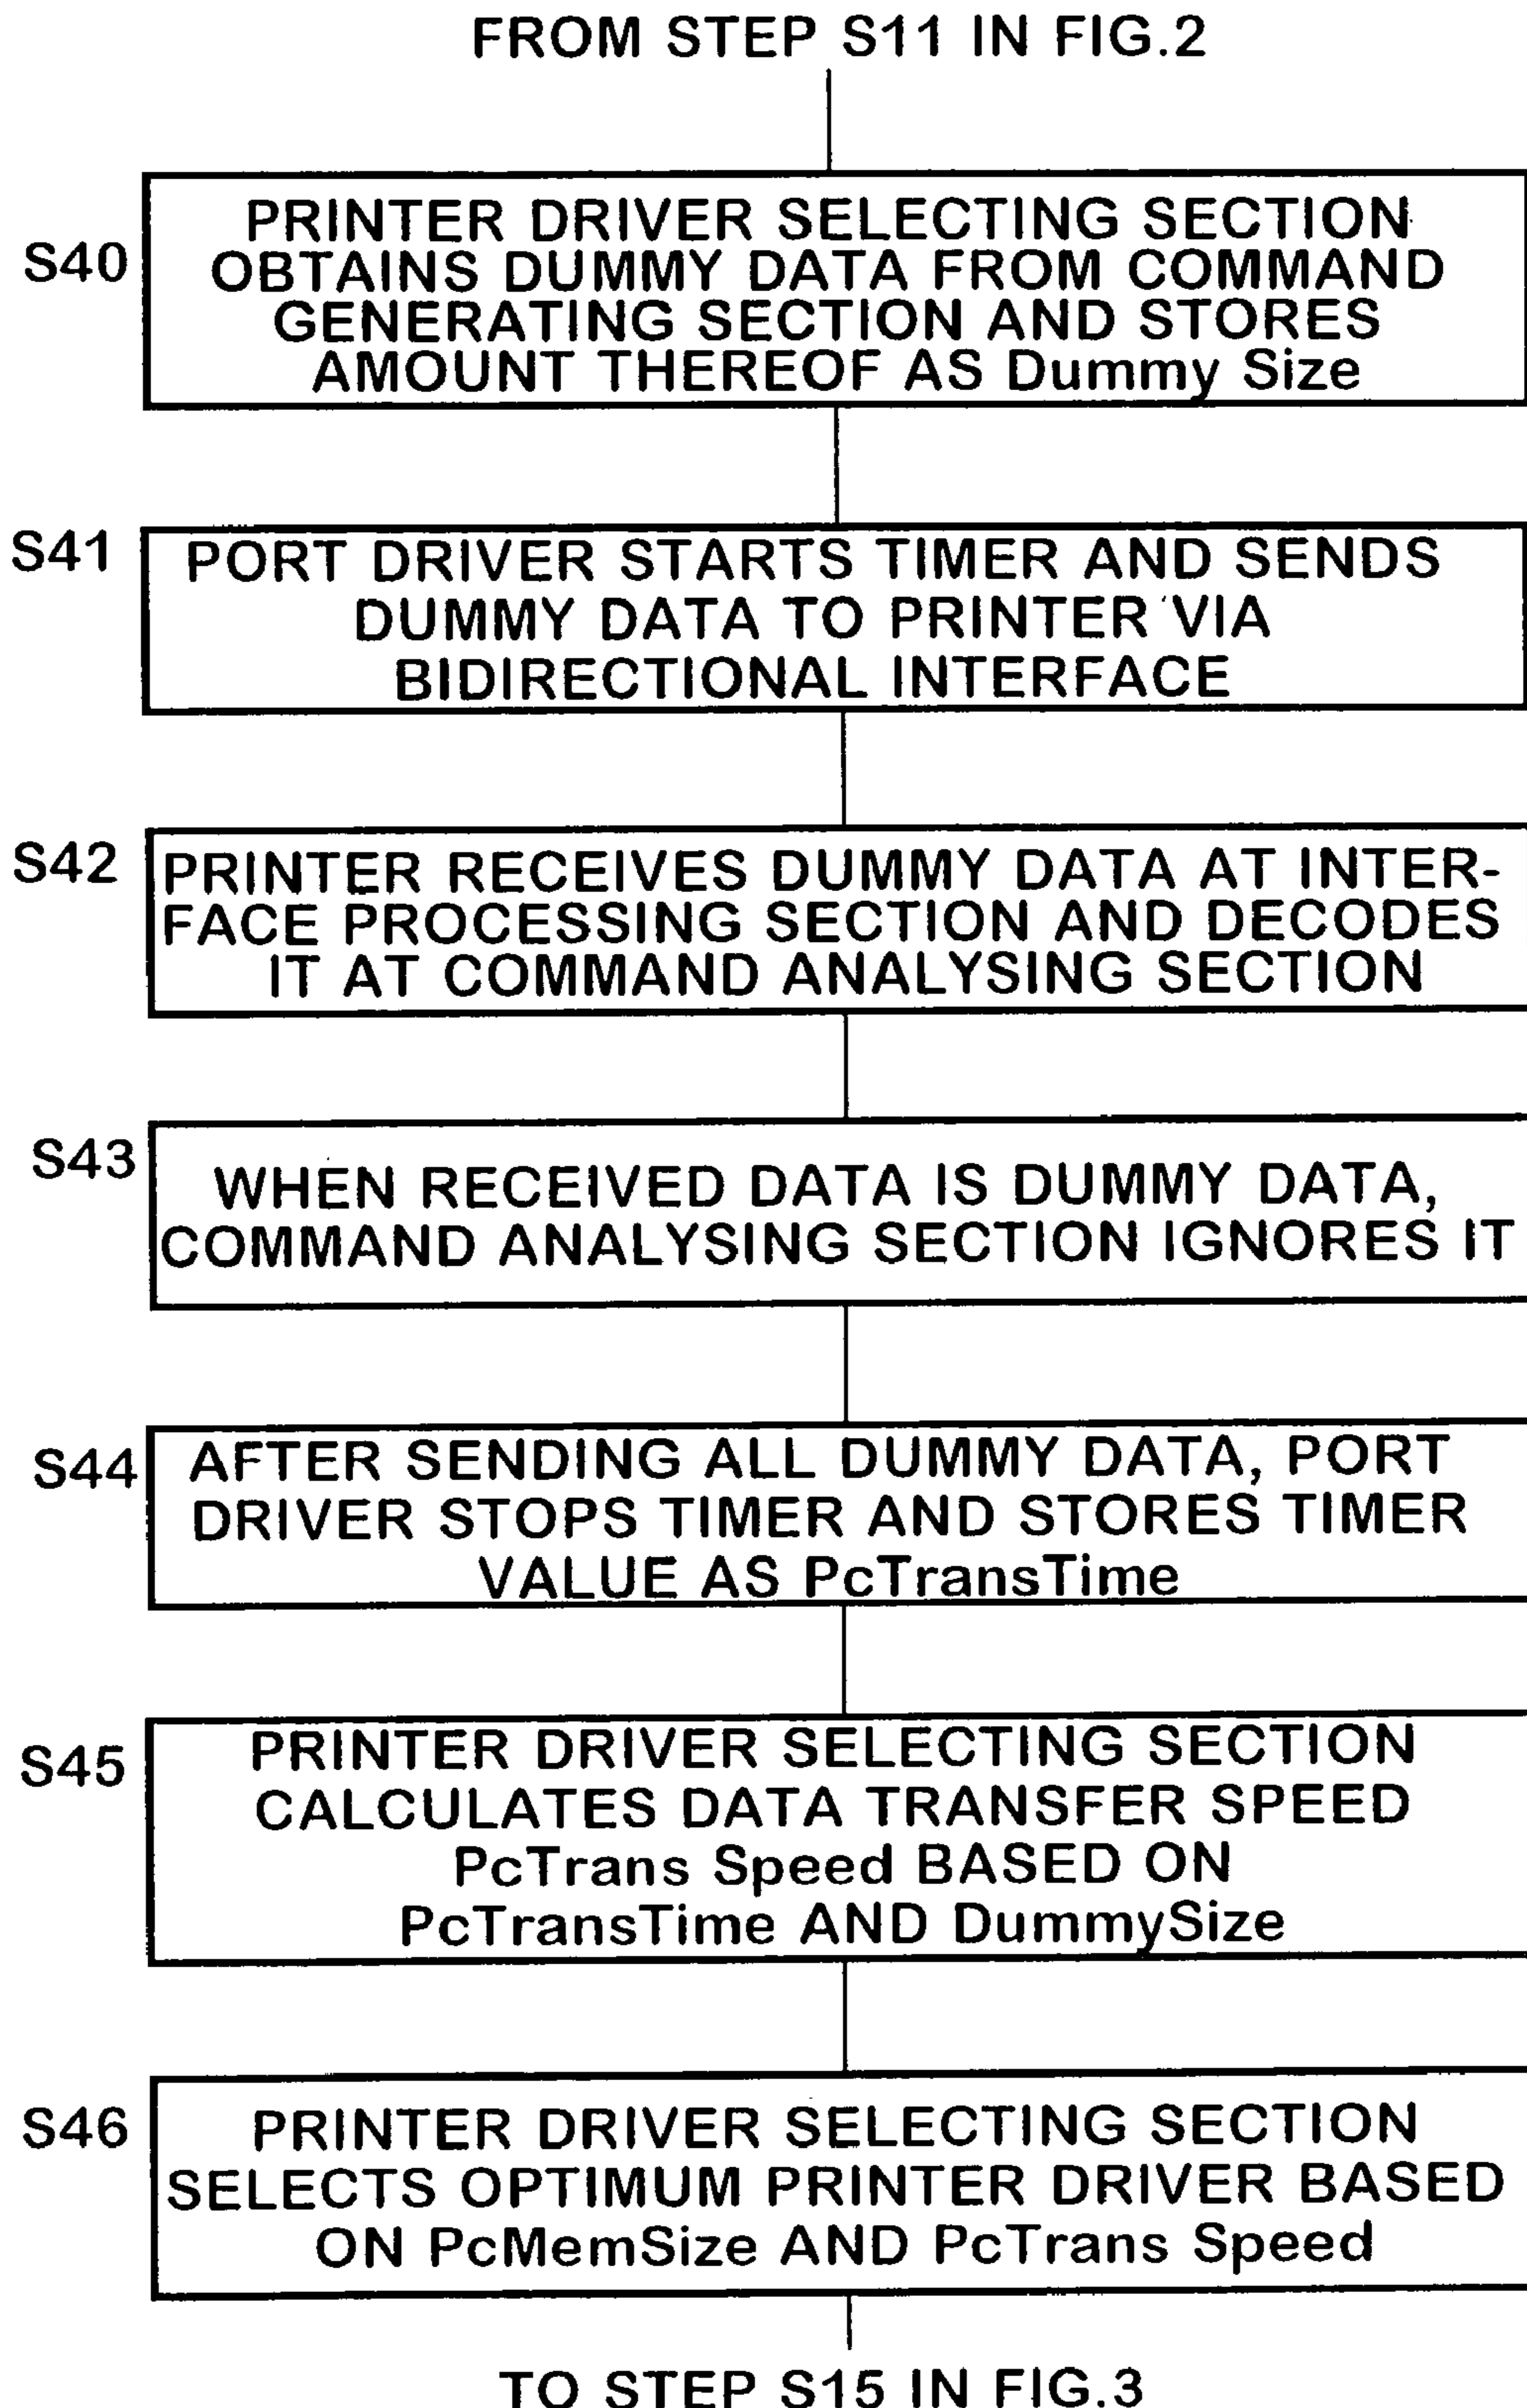 FROM STEP S11 IN FIG.2
S40
PRINTER DRIVER SELECTING SECTION
OBTAINS DUMMY DATA FROM COMMAND
GENERATING SECTION AND STORES
AMOUNT THEREOF AS Dummy Size
S41
PORT DRIVER STARTS TIMER AND SENDS
DUMMY DATA TO PRINTER VIA
BIDIRECTIONAL INTERFACE
S42
PRINTER RECEIVES DUMMY DATA AT INTER-
FACE PROCESSING SECTION AND DECODES
IT AT COMMAND ANALYSING SECTION
S43
WHEN RECEIVED DATA IS DUMMY DATA,
COMMAND ANALYSING SECTION IGNORES IT
S44
AFTER SENDING ALL DUMMY DATA, PORT
DRIVER STOPS TIMER AND STORES TIMER
VALUE AS PcTransTime
S45
PRINTER DRIVER SELECTING SECTION
CALCULATES DATA TRANSFER SPEED
PcTrans Speed BASED ON
PcTransTime AND DummySize
S46
PRINTER DRIVER SELECTING SECTION
SELECTS OPTIMUM PRINTER DRIVER BASED
ON PcMemSize AND PcTrans Speed
TO STEP S15 IN FIG.3